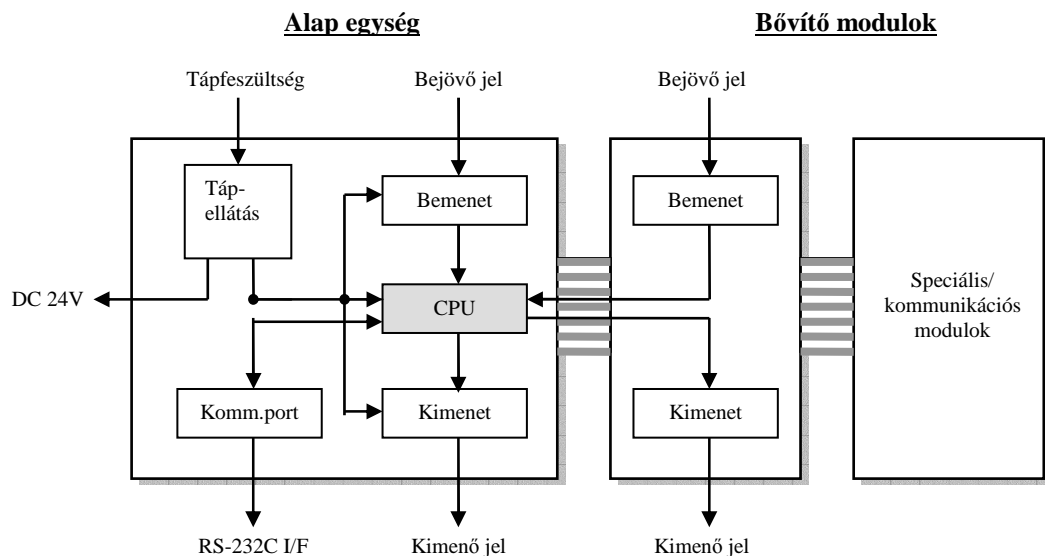 Alap egység
Bővítő modulok
Tápfeszültség
Bejövő jel
Bejövő jel
Táp-
ellátás
Bemenet
Bemenet
DC 24V
CPU
Speciális/
kommunikációs
modulok
Komm.port
Kimenet
Kimenet
RS-232C I/F
Kimenő jel
Kimenő jel